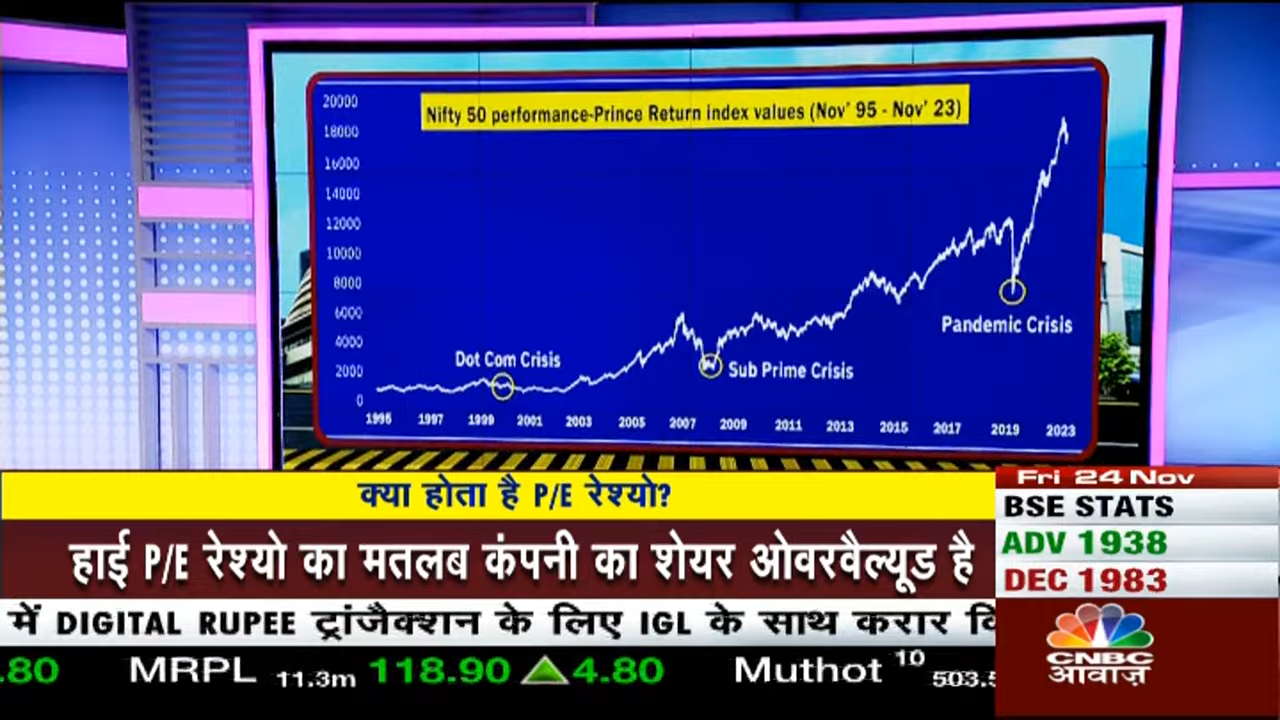 Nifty 50 performance-Prince Return index values (Nov' 95 - Nov' 23)
20000
18000
16000
14000
12000
10000
8000
6000
4000
2000
0
Dot Com Crisis
Sub Prime Crisis
Pandemic Crisis
1995 1997 1999 2001 2003 2005 2007 2009 2011 2013 2015 2017 2019 2023
क्या होता है P/E रेश्यो?
हाई P/E रेश्यो का मतलब कंपनी का शेयर ओवरवैल्यूड है
में DIGITAL RUPEE ट्रांजैक्शन के लिए IGL के साथ करार
.80 MRPL 11.3m 118.90 4.80 Muthot 10 503.5
Fri 24 Nov
BSE STATS
ADV 1938
DEC 1983
CNBC
आवाज़